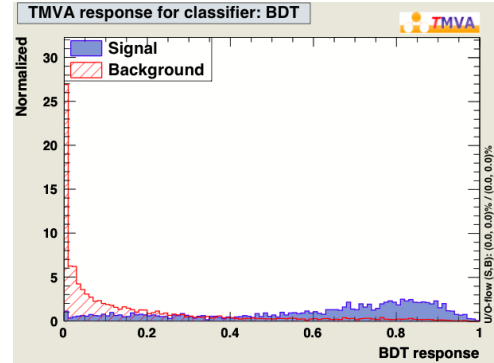 TMVA response for classifier: BDT
TMVA
Normalized
Signal
Background
30
25
20
15
10
5
0
0 0.2 0.4 0.6 0.8 1
BDT response
U/O-flow (S,B): (0.0, 0.0)% / (0.0, 0.0)%